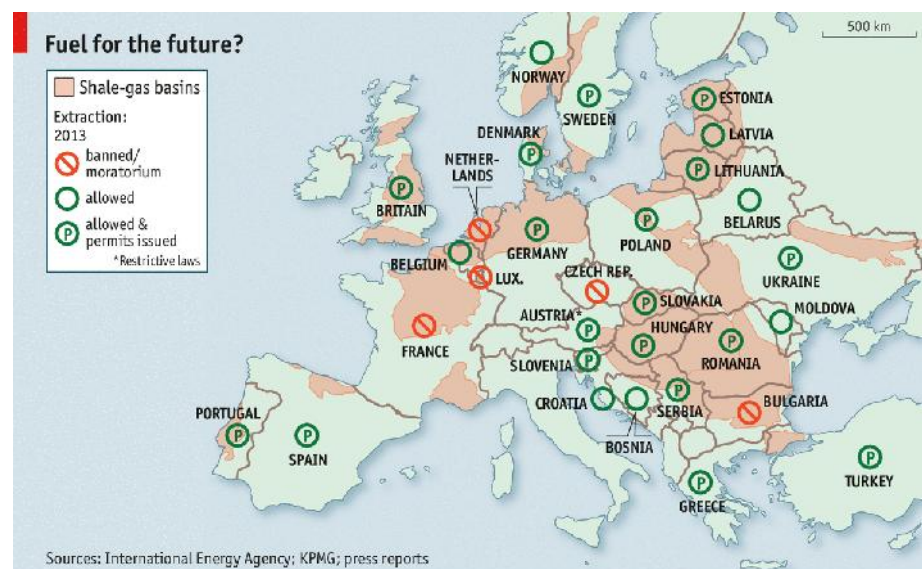 Fuel for the future?
500 km
Shale-gas basins
Extraction:
2013
banned/
moratorium
allowed
P allowed &
permits issued
*Restrictive laws
NORWAY
P
SWEDEN
P
ESTONIA
LATVIA
P
LITHUANIA
DENMARK
P
NETHER-
LANDS
P
BRITAIN
BELARUS
P
GERMANY
P
POLAND
BELGIUM
LUX.
CZECH REP.
P
UKRAINE
P
SLOVAKIA
MOLDOVA
AUSTRIA*
P
HUNGARY
P
FRANCE
P
ROMANIA
SLOVENIA
P
CROATIA
BOSNIA
P
SERBIA
BULGARIA
PORTUGAL
P
P
SPAIN
P
GREECE
P
TURKEY
Sources: International Energy Agency; KPMG; press reports